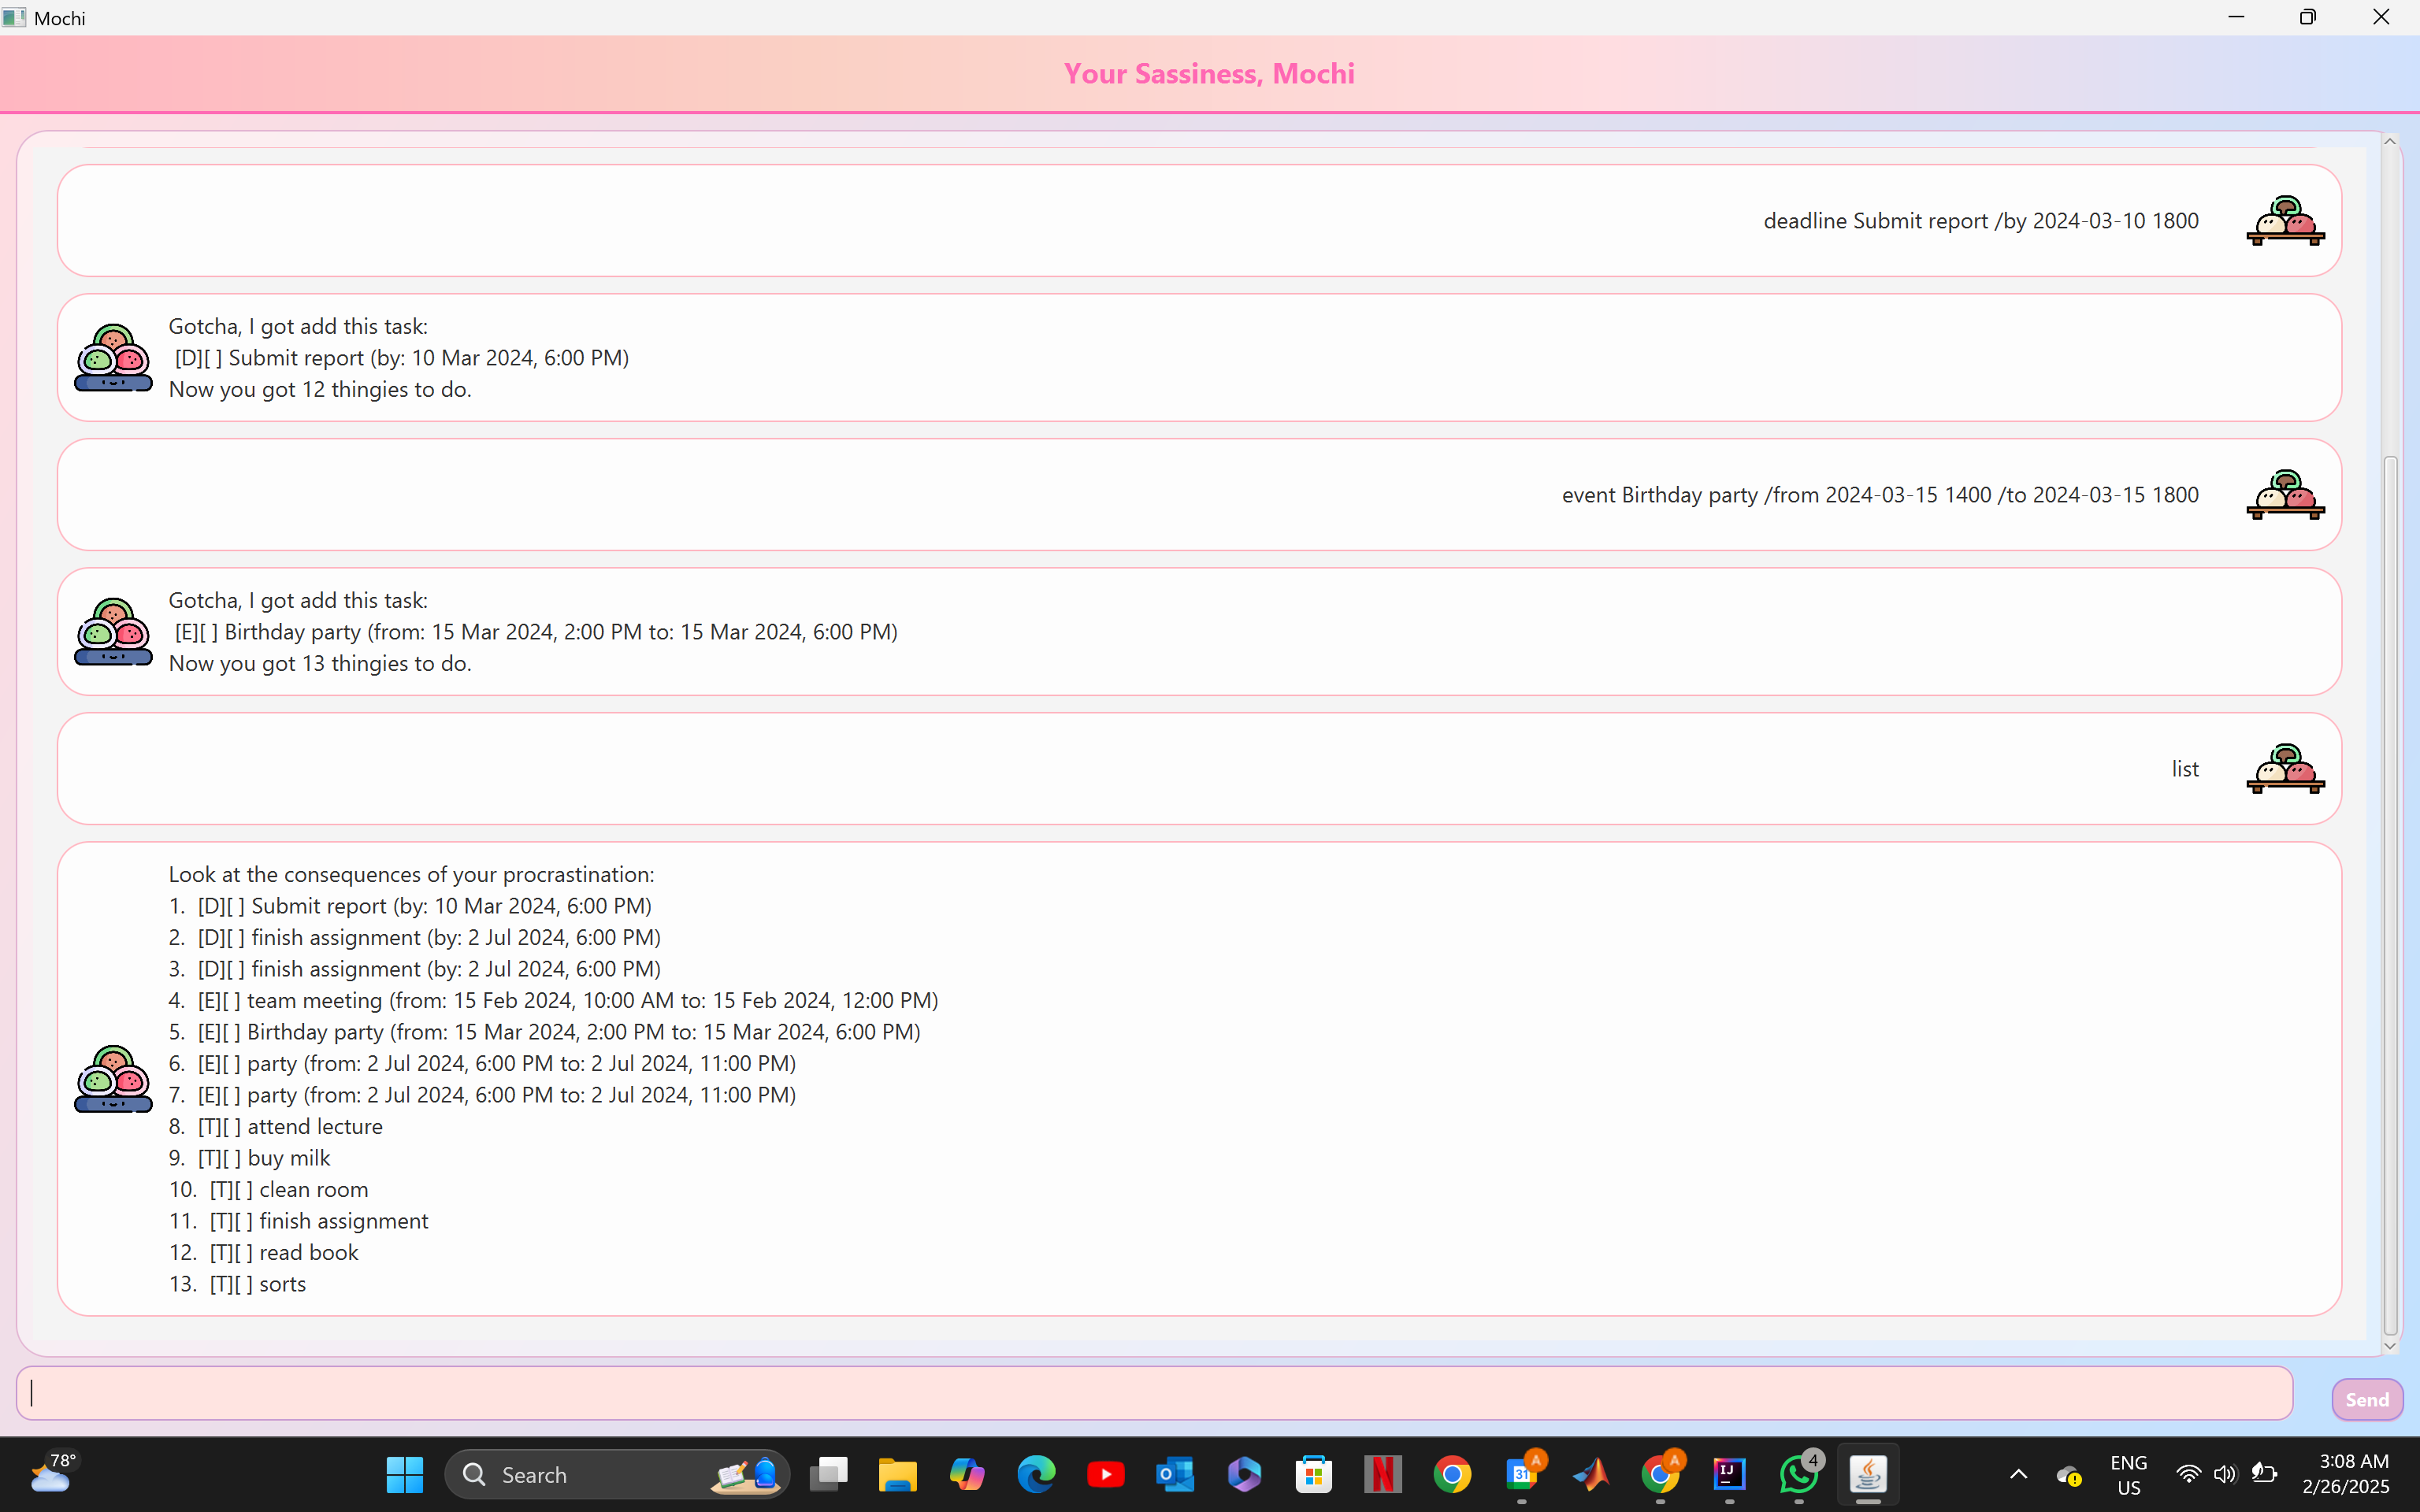 Mochi
Your Sassiness, Mochi
deadline Submit report /by 2024-03-10 1800
Gotcha, I got add this task:
[D][ ] Submit report (by: 10 Mar 2024, 6:00 PM)
Now you got 12 thingies to do.
event Birthday party /from 2024-03-15 1400 /to 2024-03-15 1800
Gotcha, I got add this task:
[E][ ] Birthday party (from: 15 Mar 2024, 2:00 PM to: 15 Mar 2024, 6:00 PM)
Now you got 13 thingies to do.
list
Look at the consequences of your procrastination:
1. [D][ ] Submit report (by: 10 Mar 2024, 6:00 PM)
2. [D][ ] finish assignment (by: 2 Jul 2024, 6:00 PM)
3. [D][ ] finish assignment (by: 2 Jul 2024, 6:00 PM)
4. [E][ ] team meeting (from: 15 Feb 2024, 10:00 AM to: 15 Feb 2024, 12:00 PM)
5. [E][ ] Birthday party (from: 15 Mar 2024, 2:00 PM to: 15 Mar 2024, 6:00 PM)
6. [E][ ] party (from: 2 Jul 2024, 6:00 PM to: 2 Jul 2024, 11:00 PM)
7. [E][ ] party (from: 2 Jul 2024, 6:00 PM to: 2 Jul 2024, 11:00 PM)
8. [T][ ] attend lecture
9. [T][ ] buy milk
10. [T][ ] clean room
11. [T][ ] finish assignment
12. [T][ ] read book
13. [T][ ] sorts
Send
78°
Search
31
A
A
IJ
4
ENG
US
3:08 AM
2/26/2025